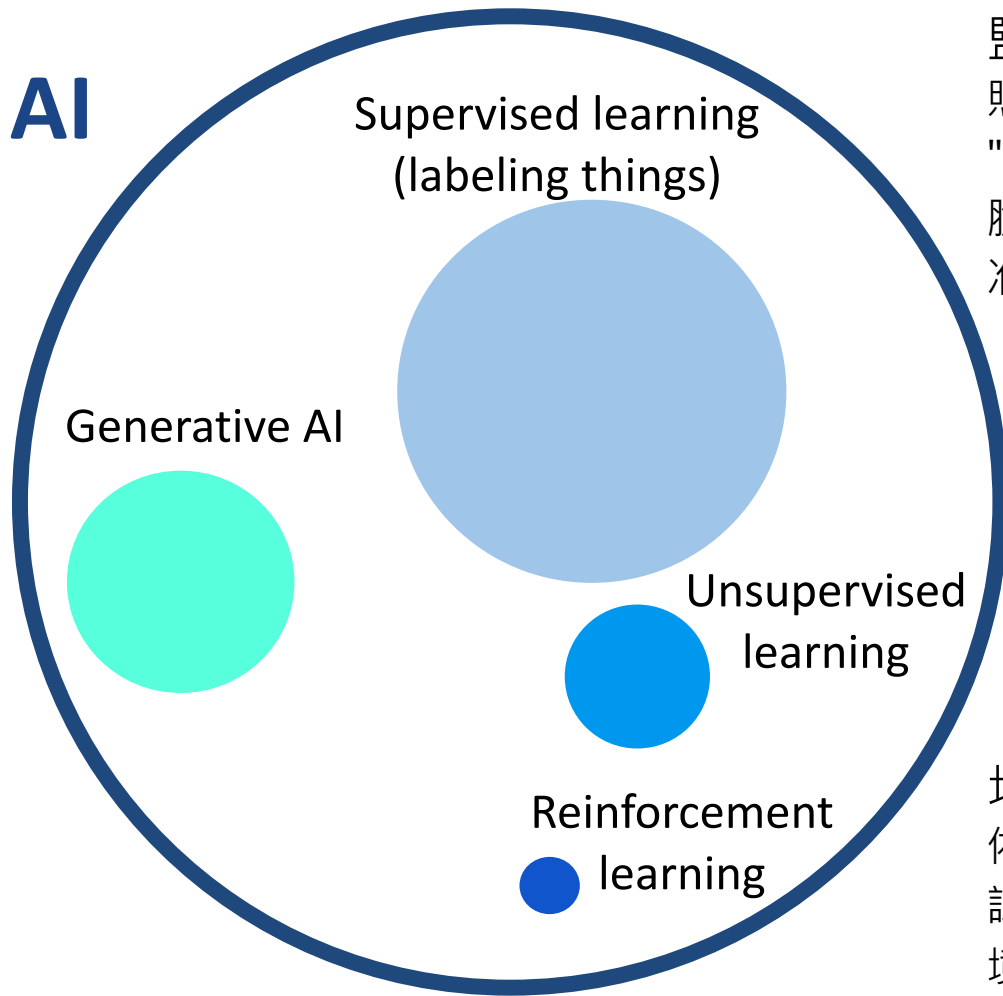 AI
Supervised learning
(labeling things)
Generative AI
Unsupervised
learning
Reinforcement
learning
"